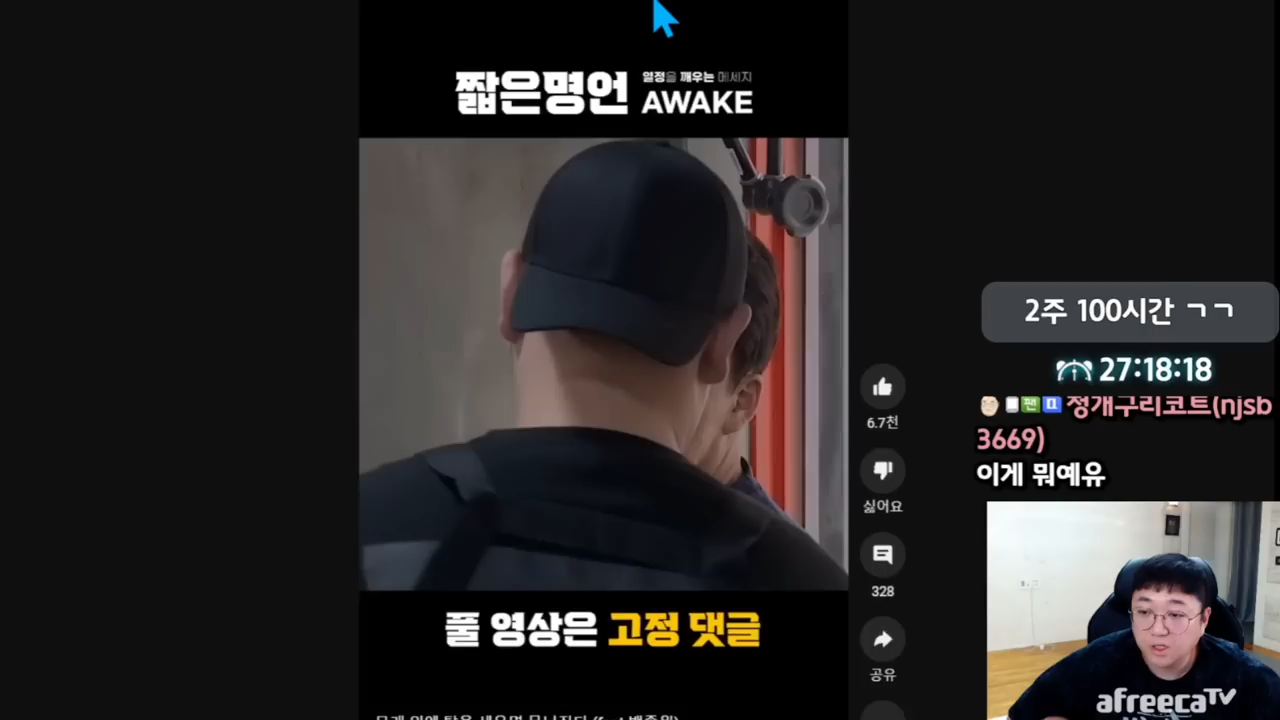 짧은명언
열정을 깨우는 메세지
AWAKE
풀 영상은 고정 댓글
6.7천
싫어요
328
공유
2주 100시간 ㄱㄱ
27:18:18
팬
정개구리코트(njsb
3669)
이게 뭐예유
afreecaTV